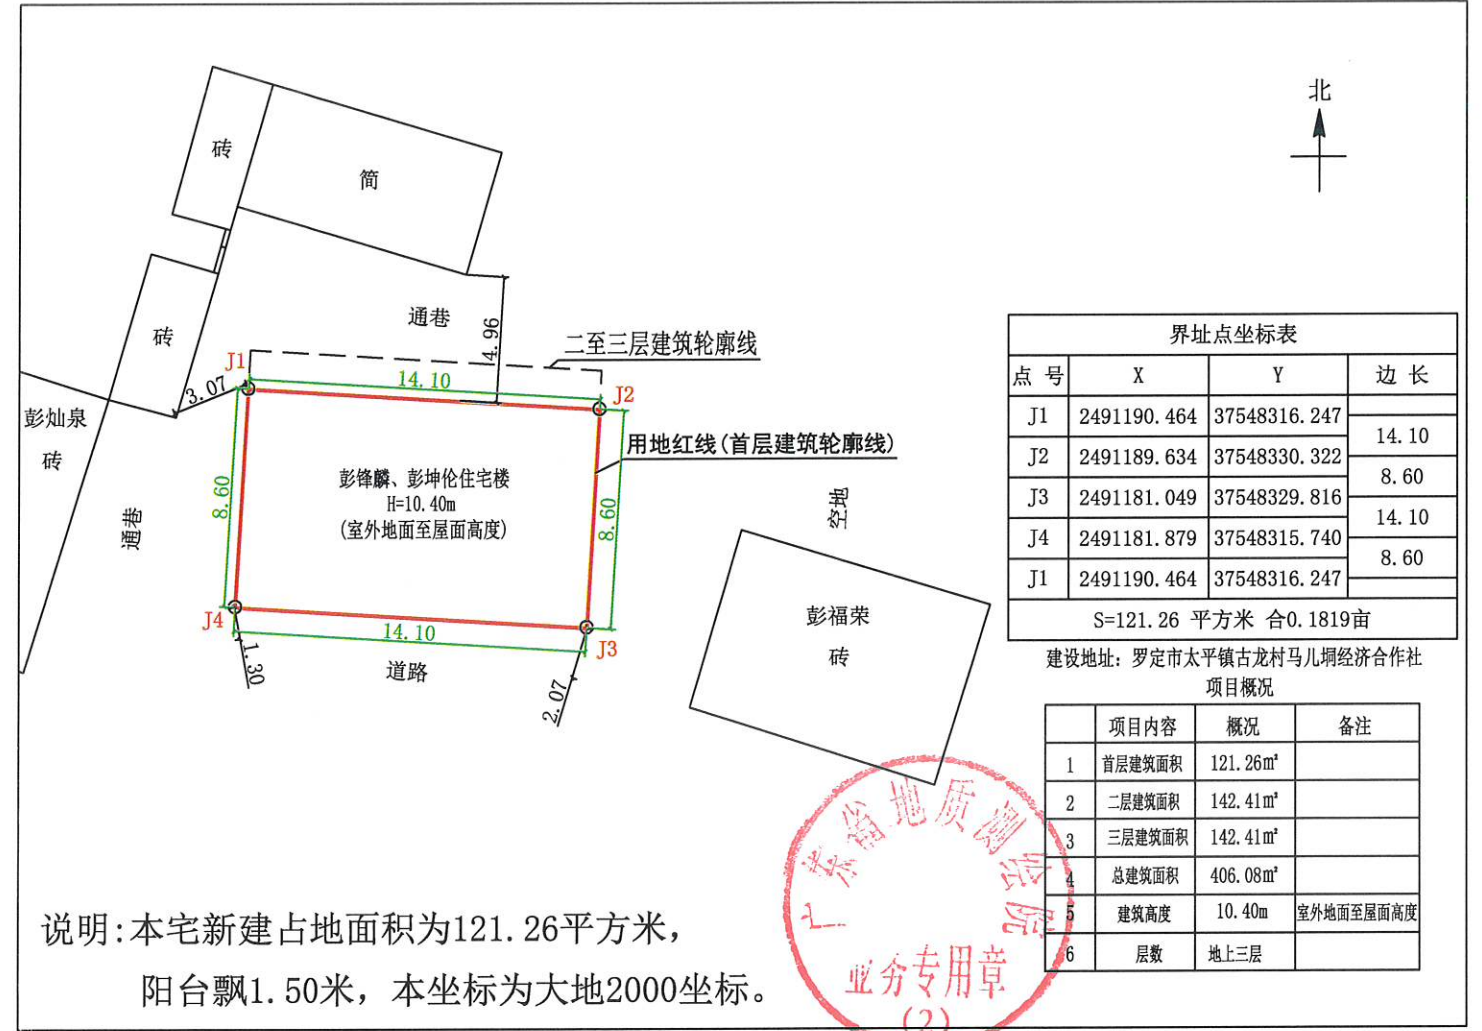 北
砖
简
砖
通巷
4.96
二至三层建筑轮廓线
J1
14.10
J2
3.07
彭灿泉
砖
用地红线(首层建筑轮廓线)
彭锋麟、彭坤伦住宅楼
H=10.40m
(室外地面至屋面高度)
8.60
8.60
通巷
空地
彭福荣
砖
J4
14.10
J3
1.30
道路
2.07
界址点坐标表
点 号 X Y 边 长
J1 2491190.464 37548316.247
14.10
J2 2491189.634 37548330.322
8.60
J3 2491181.049 37548329.816
14.10
J4 2491181.879 37548315.740
8.60
J1 2491190.464 37548316.247
S=121.26 平方米 合0.1819亩
建设地址: 罗定市太平镇古龙村马儿垌经济合作社
项目概况
项目内容 概况 备注
1 首层建筑面积 121.26m²
2 二层建筑面积 142.41m²
3 三层建筑面积 142.41m²
4 总建筑面积 406.08m²
5 建筑高度 10.40m 室外地面至屋面高度
6 层数 地上三层
广东省地质测绘院
业务专用章
(2)
说明:本宅新建占地面积为121.26平方米，
阳台飘1.50米，本坐标为大地2000坐标。